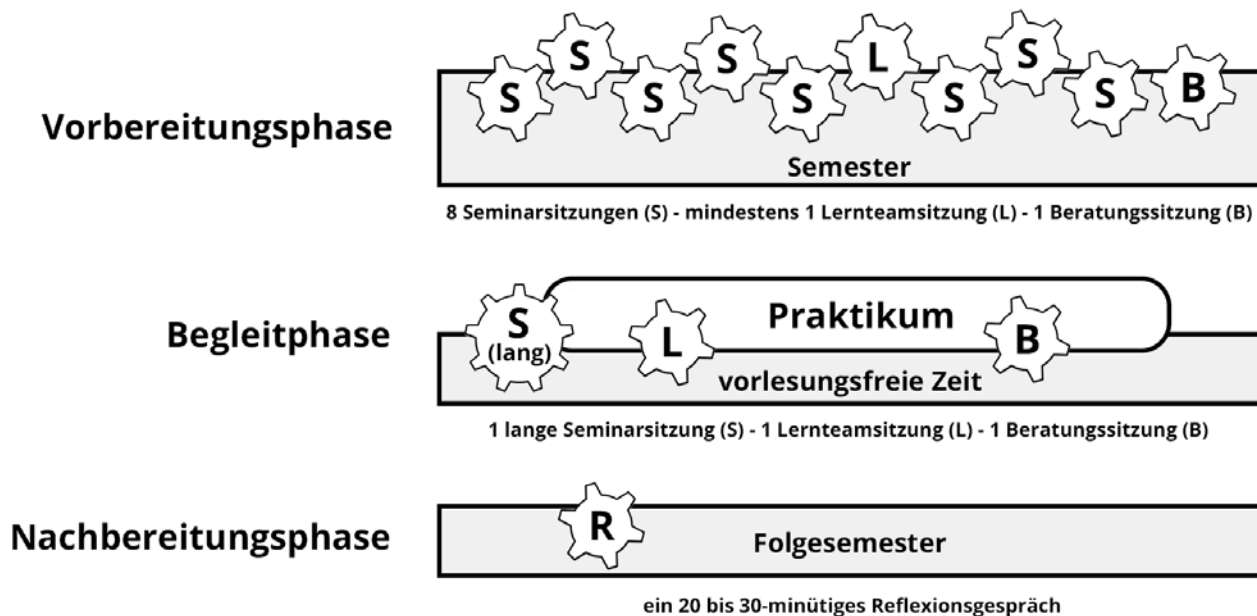 S
S
S
S
S
L
S
S
S
B
Vorbereitungsphase
Semester
8 Seminarsitzungen (S) - mindestens 1 Lernteamsitzung (L) - 1 Beratungssitzung (B)
S
(lang)
L
Praktikum
B
Begleitphase
vorlesungsfreie Zeit
1 lange Seminarsitzung (S) - 1 Lernteamsitzung (L) - 1 Beratungssitzung (B)
R
Nachbereitungsphase
Folgesemester
ein 20 bis 30-minütiges Reflexionsgespräch